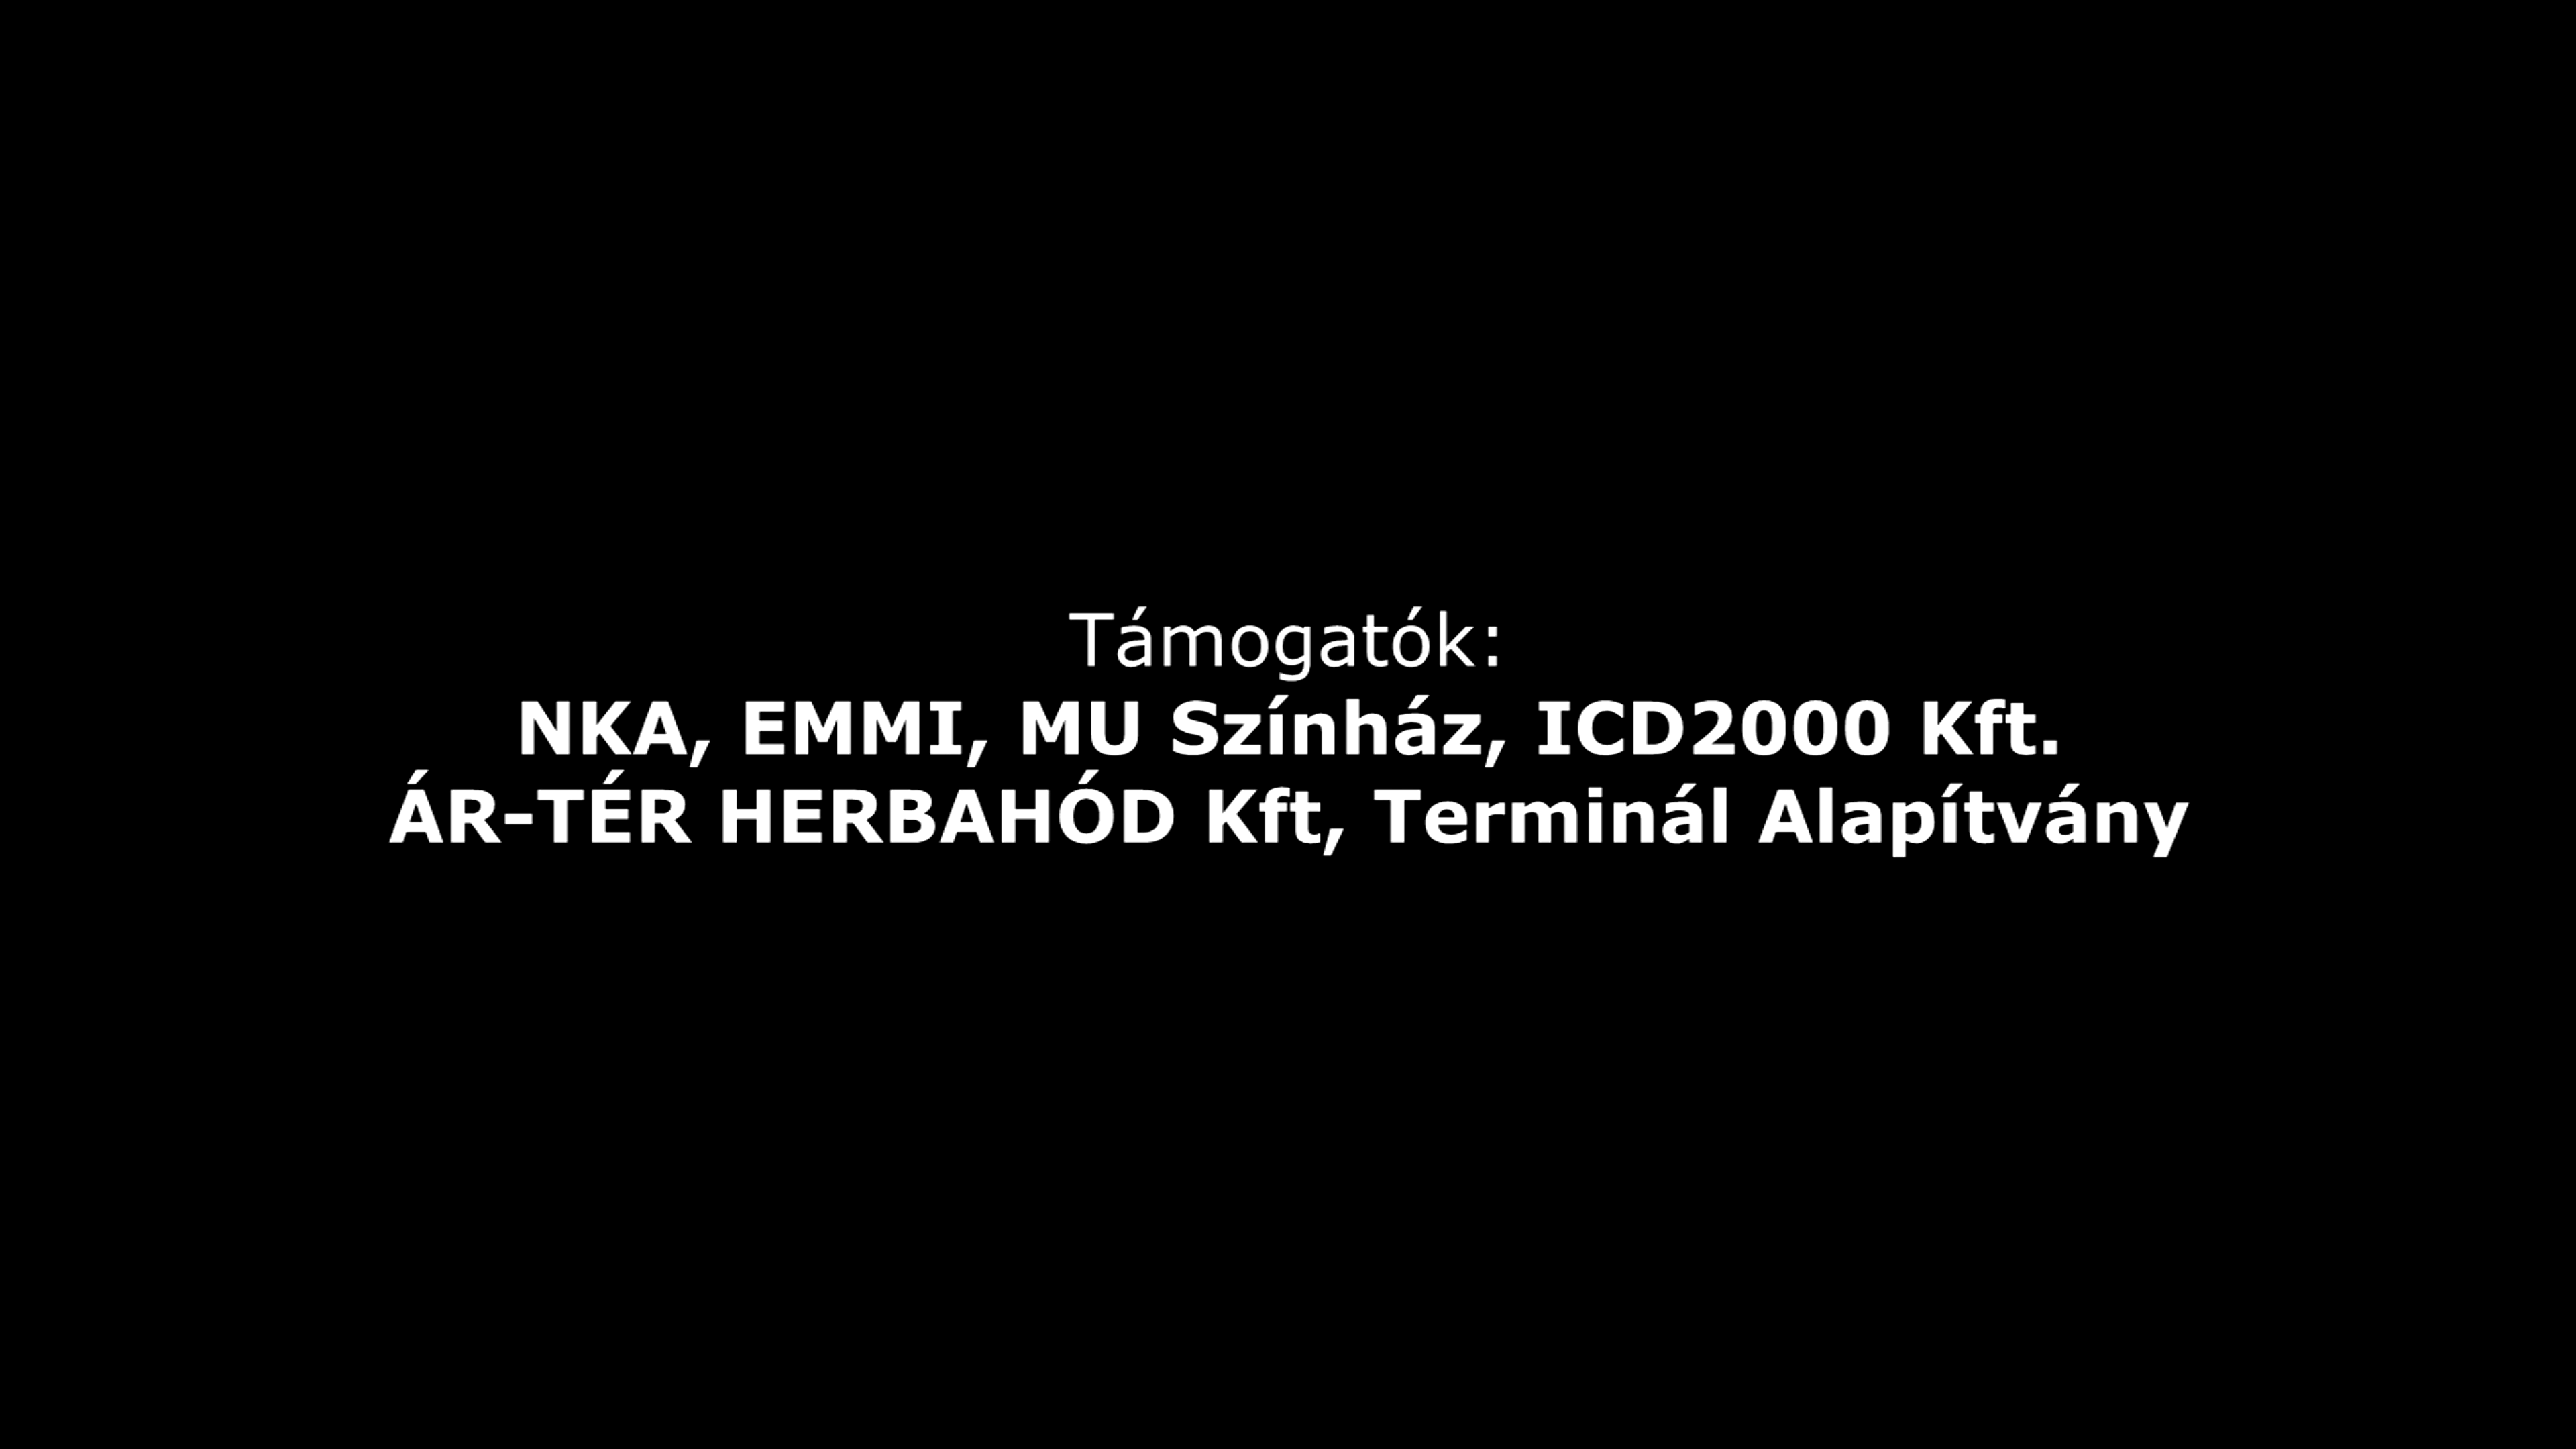 Támogatók:
NKA, EMMI, MU Színház, ICD2000 Kft.
ÁR-TÉR HERBAHÓD Kft, Terminál Alapítvány